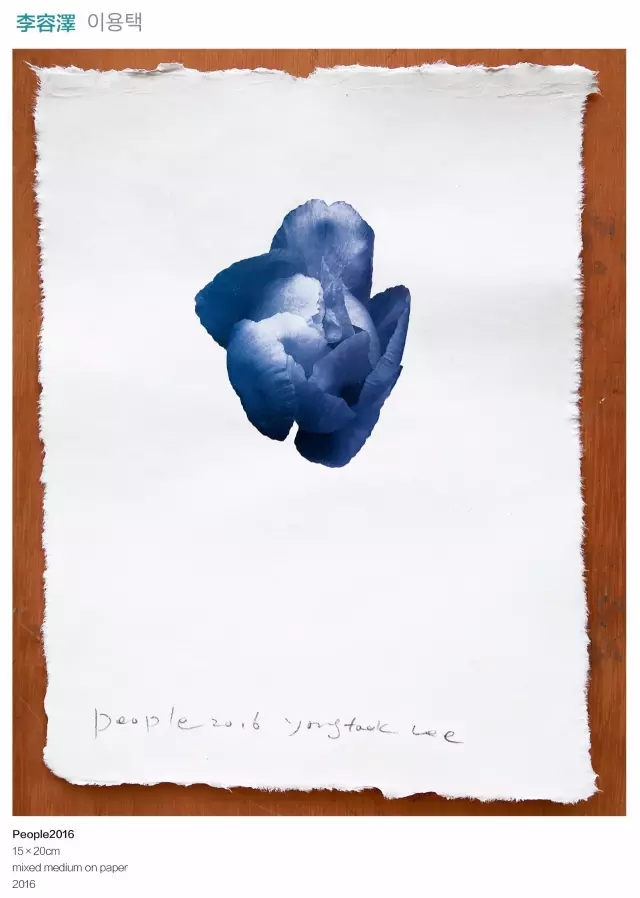 李容澤 이용택
people 2016 yongtaek Lee
People2016
15×20cm
mixed medium on paper
2016